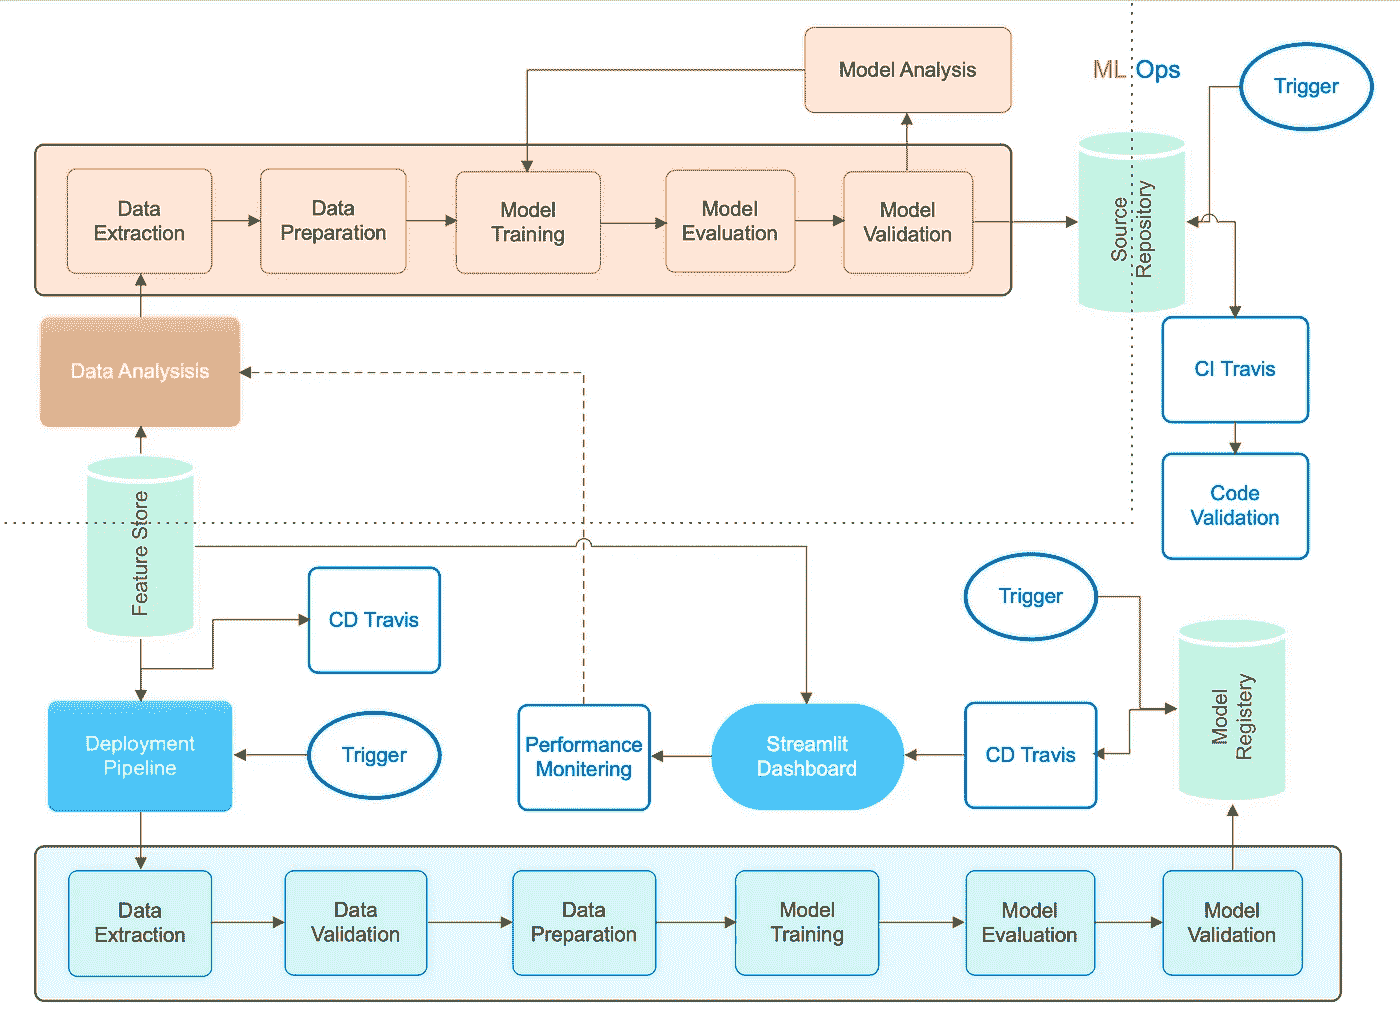 Model Analysis
ML Ops
Trigger
Data
Extraction
Data
Preparation
Model
Training
Model
Evaluation
Model
Validation
Source
Repository
Data Analysisis
CI Travis
Code
Validation
Feature Store
CD Travis
Trigger
Model
Registery
Deployment
Pipeline
Trigger
Performance
Monitering
Streamlit
Dashboard
CD Travis
Data
Extraction
Data
Validation
Data
Preparation
Model
Training
Model
Evaluation
Model
Validation